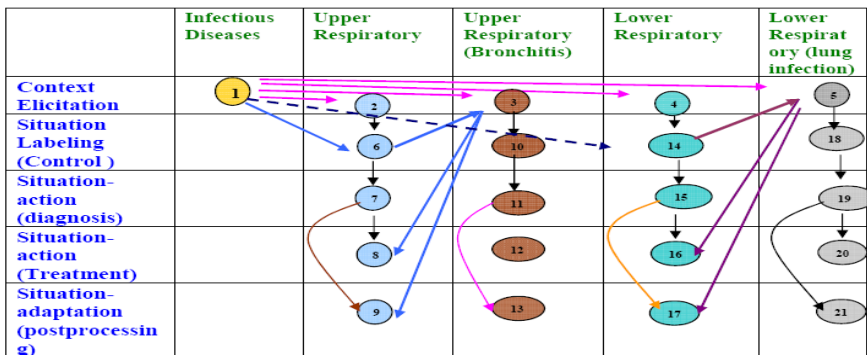 Infectious
Diseases
Upper
Respiratory
Upper
Respiratory
(Bronchitis)
Lower
Respiratory
Lower
Respirat
ory (lung
infection)
Context
Elicitation
1
2
3
4
5
Situation
Labeling
(Control )
6
10
14
18
Situation-
action
(diagnosis)
7
11
15
19
Situation-
action
(Treatment)
8
12
16
20
Situation-
adaptation
(postprocessin
g)
9
13
17
21